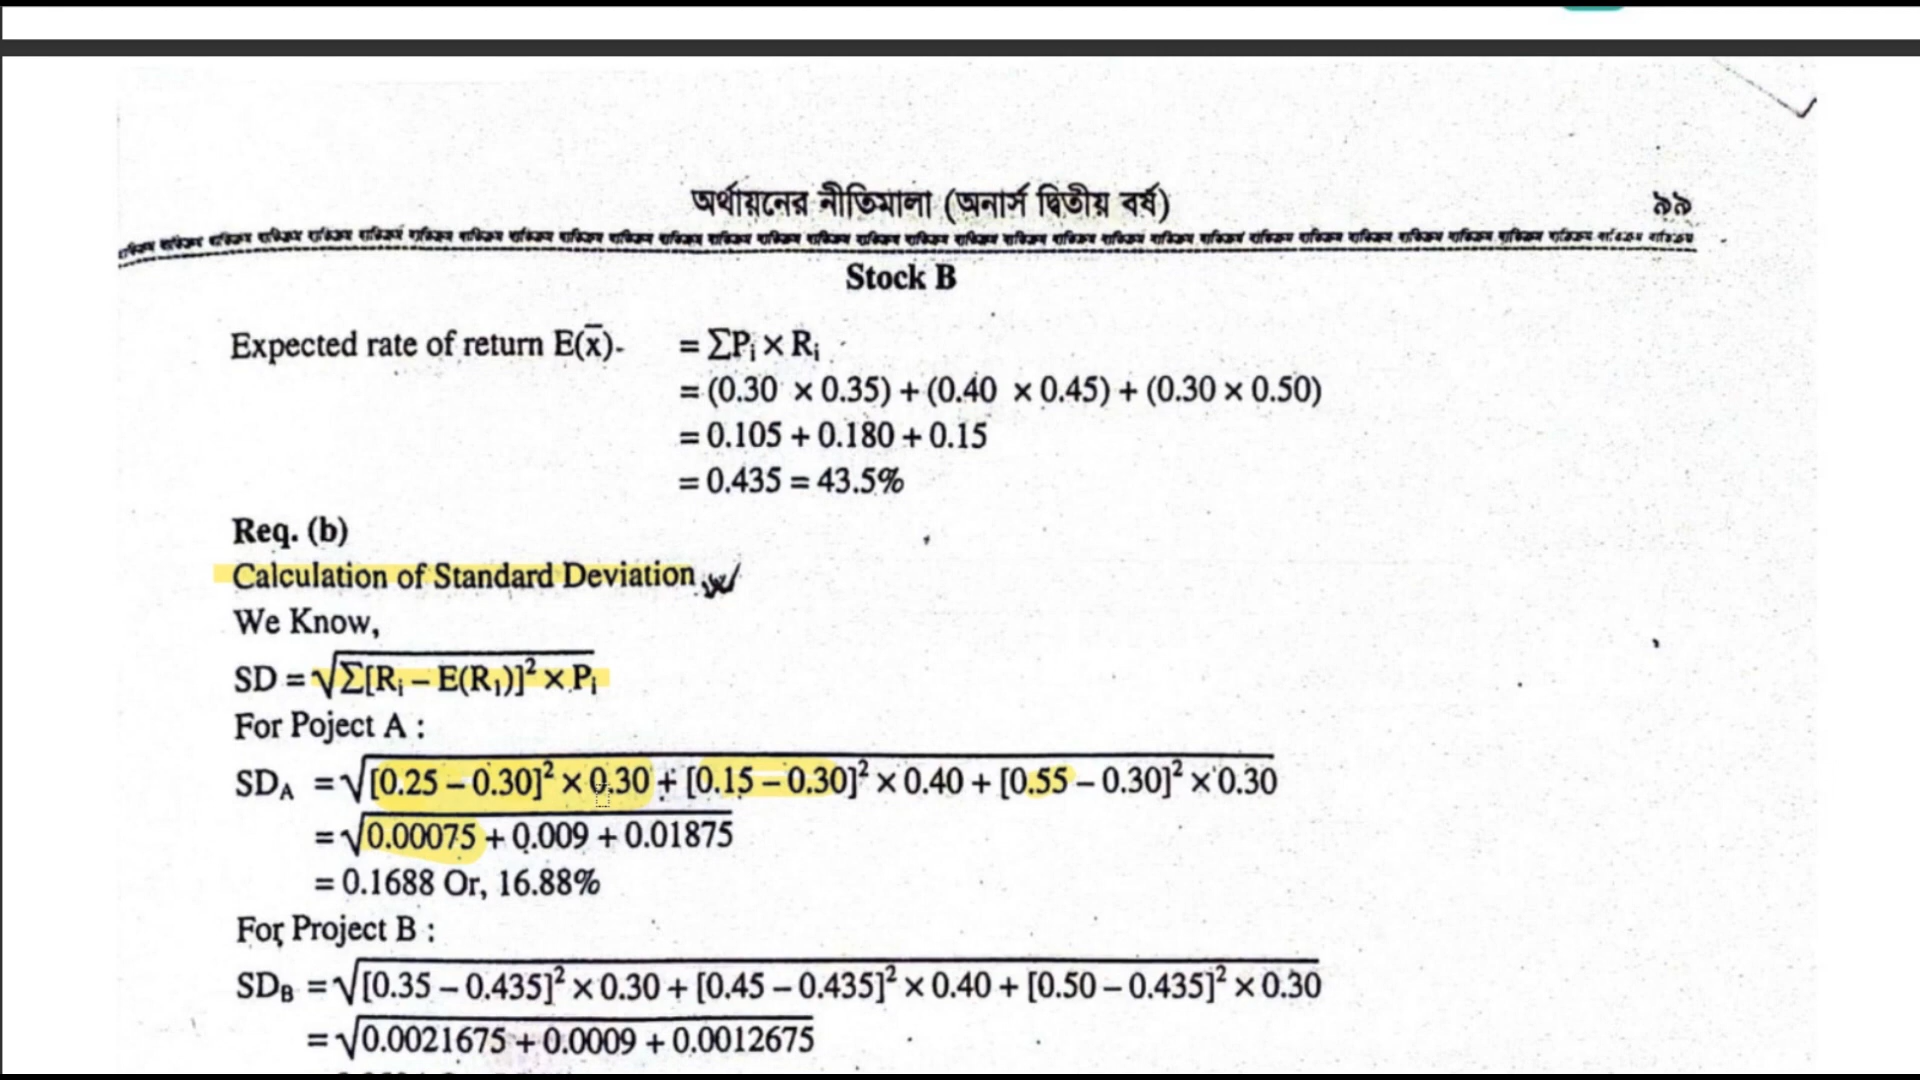 অর্থায়নের নীতিমালা (অনার্স দ্বিতীয় বর্ষ) ৯৯
Stock B
Expected rate of return E(x̄)- = ∑Pᵢ × Rᵢ
= (0.30 × 0.35) + (0.40 × 0.45) + (0.30 × 0.50)
= 0.105 + 0.180 + 0.15
= 0.435 = 43.5%
Req. (b)
Calculation of Standard Deviation
We Know,
SD = √∑[Rᵢ – E(R₁)]² × Pᵢ
For Poject A :
SD_A = √[0.25 – 0.30]² × 0.30 + [0.15 – 0.30]² × 0.40 + [0.55 – 0.30]² × 0.30
= √0.00075 + 0.009 + 0.01875
= 0.1688 Or, 16.88%
For Project B :
SD_B = √[0.35 – 0.435]² × 0.30 + [0.45 – 0.435]² × 0.40 + [0.50 – 0.435]² × 0.30
= √0.0021675 + 0.0009 + 0.0012675